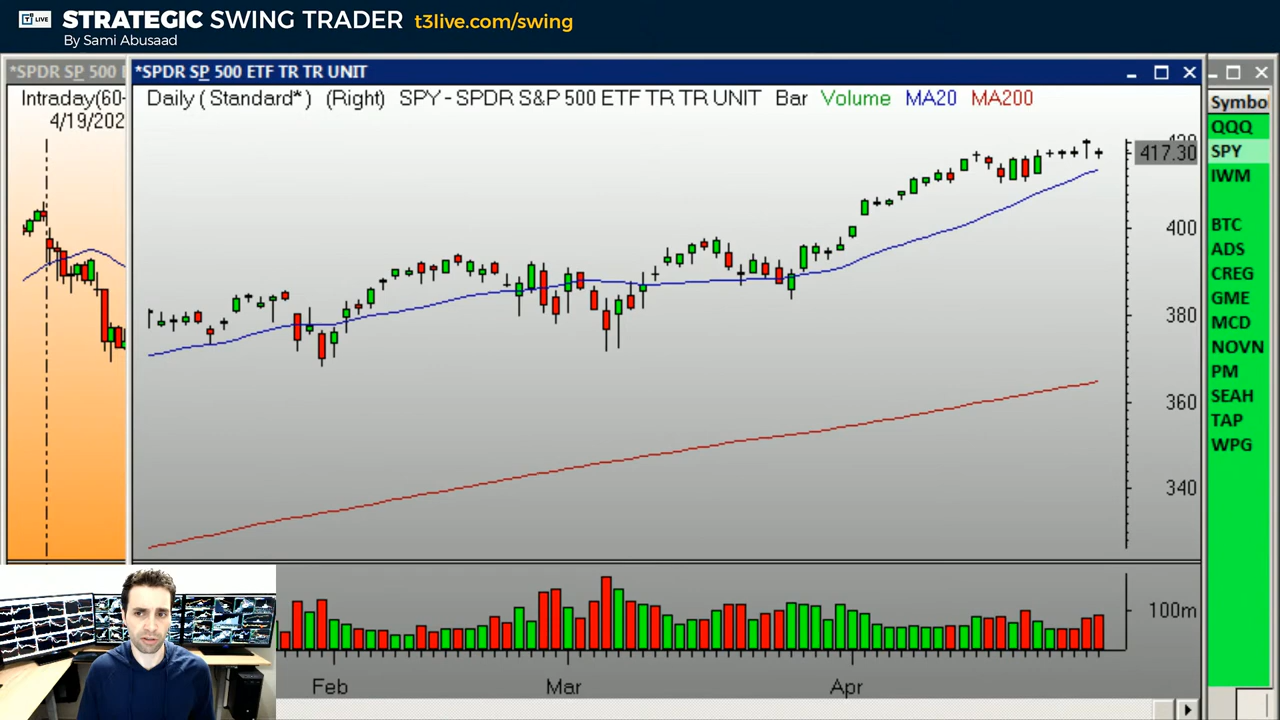 T3 LIVE STRATEGIC SWING TRADER t3live.com/swing
By Sami Abusaad
*SPDR SP 500
*SPDR SP 500 ETF TR TR UNIT
Intraday(60-
4/19/202
Daily (Standard*) (Right) SPY - SPDR S&P 500 ETF TR TR UNIT Bar Volume MA20 MA200
417.30
400
380
360
340
100m
Feb Mar Apr
Symbo
QQQ
SPY
IWM
BTC
ADS
CREG
GME
MCD
NOVN
PM
SEAH
TAP
WPG